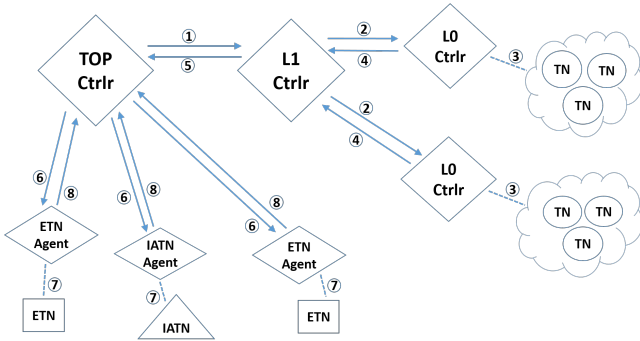 ①
②
TOP
Ctrlr
⑤
L1
Ctrlr
④
L0
Ctrlr
③
TN
TN
TN
②
④
L0
Ctrlr
③
TN
TN
TN
⑥
⑧
⑥
⑧
⑥
⑧
ETN
Agent
IATN
Agent
ETN
Agent
⑦
⑦
⑦
ETN
IATN
ETN